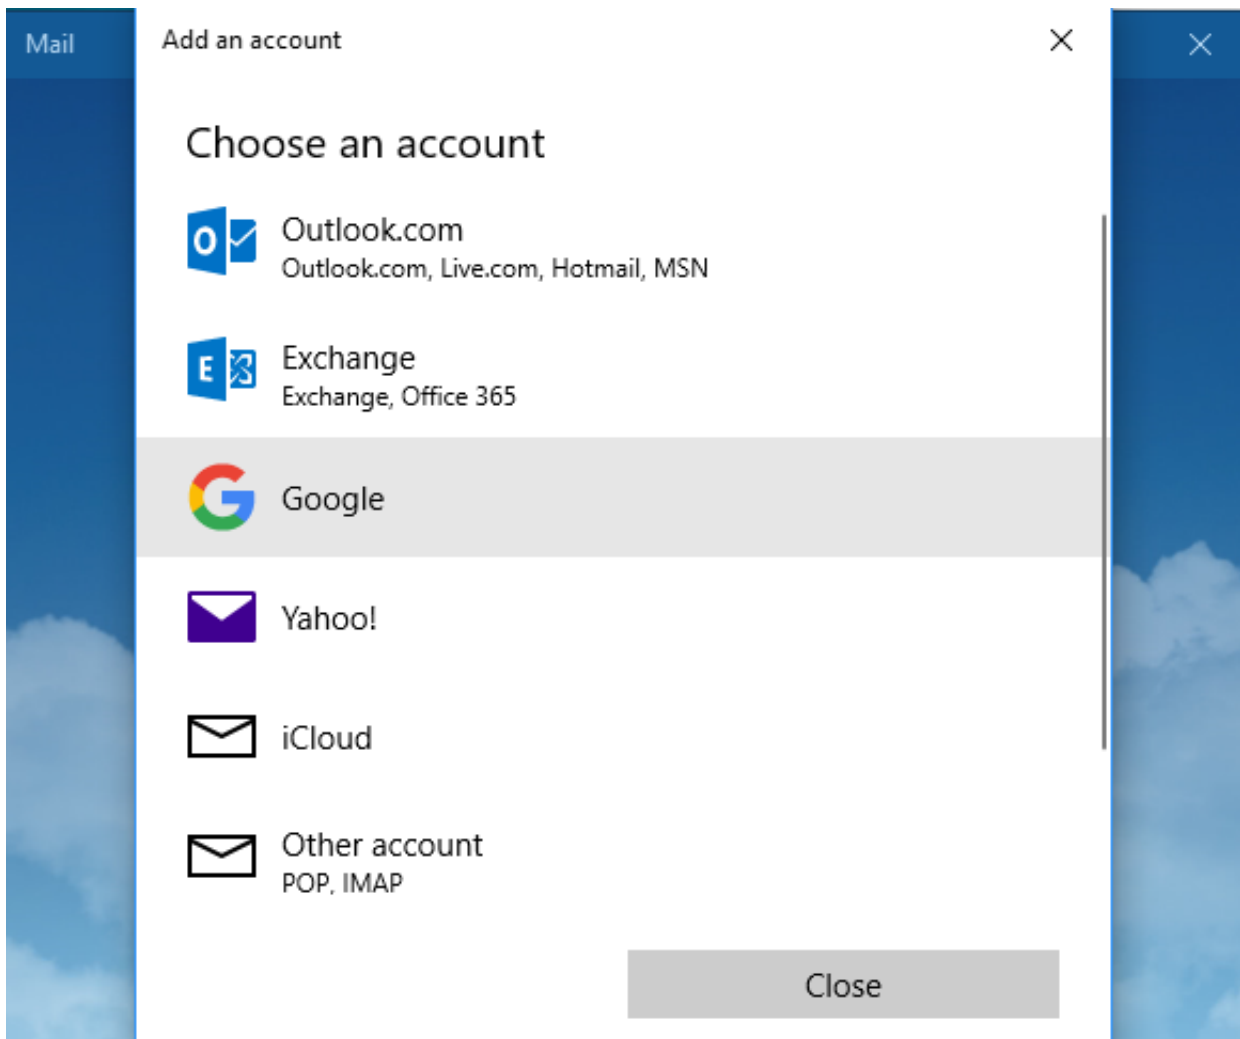 Mail
Add an account
Choose an account
Outlook.com
Outlook.com, Live.com, Hotmail, MSN
Exchange
Exchange, Office 365
Google
Yahoo!
iCloud
Other account
POP, IMAP
Close